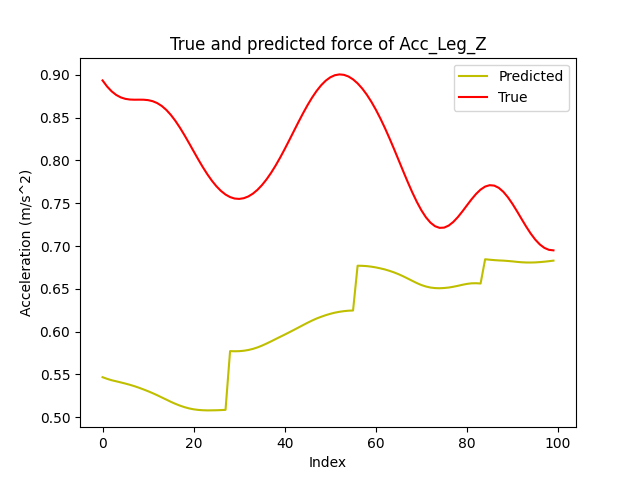 True and predicted force of Acc_Leg_Z
Predicted
True
0.90
0.85
0.80
0.75
0.70
0.65
0.60
0.55
0.50
Acceleration (m/s^2)
0 20 40 60 80 100
Index